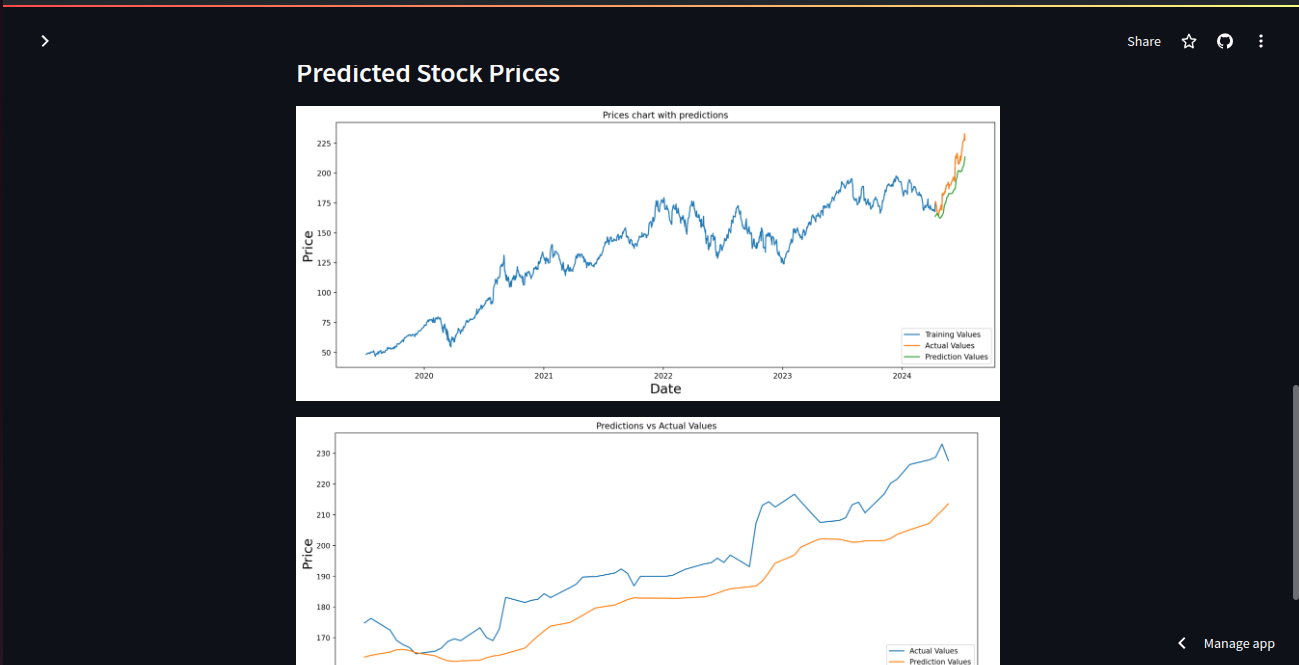 Share
Predicted Stock Prices
Prices chart with predictions
225
200
175
150
125
100
75
50
Price
2020
2021
2022
2023
2024
Date
Training Values
Actual Values
Prediction Values
Predictions vs Actual Values
230
220
210
200
190
180
170
Price
Actual Values
Prediction Values
Manage app